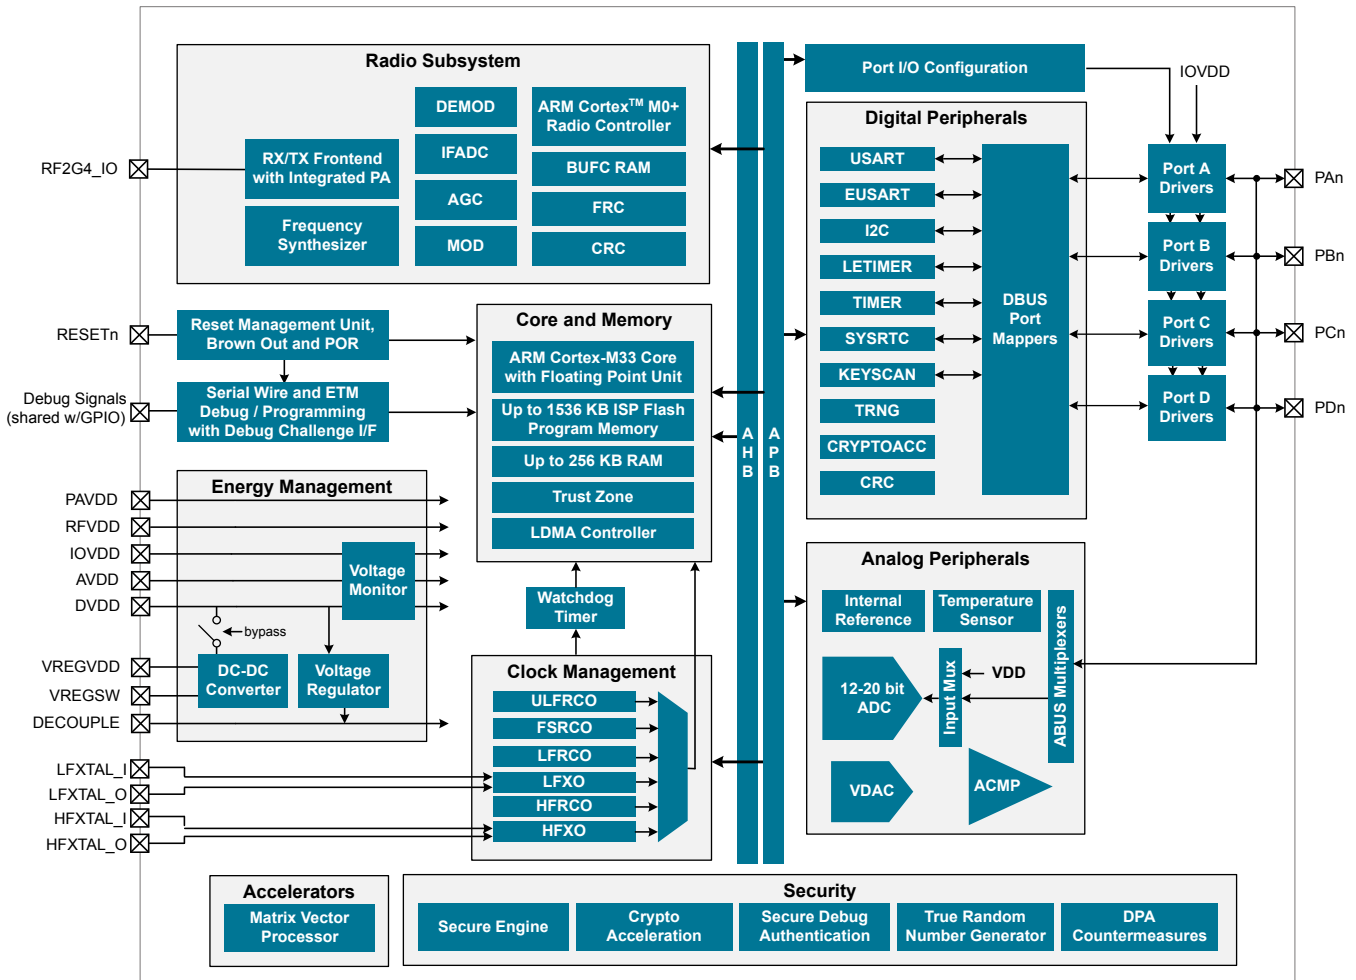 Radio Subsystem
DEMOD
IFADC
AGC
MOD
ARM Cortex™ M0+
Radio Controller
BUFC RAM
FRC
CRC
RX/TX Frontend
with Integrated PA
Frequency
Synthesizer
RF2G4_IO
RESETn
Debug Signals
(shared w/GPIO)
Reset Management Unit,
Brown Out and POR
Serial Wire and ETM
Debug / Programming
with Debug Challenge I/F
Core and Memory
ARM Cortex-M33 Core
with Floating Point Unit
Up to 1536 KB ISP Flash
Program Memory
Up to 256 KB RAM
Trust Zone
LDMA Controller
Energy Management
PAVDD
RFVDD
IOVDD
AVDD
DVDD
VREGVDD
VREGSW
DECOUPLE
Voltage
Monitor
bypass
DC-DC
Converter
Voltage
Regulator
Watchdog
Timer
Clock Management
ULFRCO
FSRCO
LFRCO
LFXO
HFRCO
HFXO
LFXTAL_I
LFXTAL_O
HFXTAL_I
HFXTAL_O
A
H
B
A
P
B
Port I/O Configuration
IOVDD
Digital Peripherals
USART
EUSART
I2C
LETIMER
TIMER
SYSRTC
KEYSCAN
TRNG
CRYPTOACC
CRC
DBUS
Port
Mappers
Port A
Drivers
Port B
Drivers
Port C
Drivers
Port D
Drivers
PAn
PBn
PCn
PDn
Analog Peripherals
Internal
Reference
Temperature
Sensor
12-20 bit
ADC
Input Mux
VDD
ABUS Multiplexers
VDAC
ACMP
Accelerators
Matrix Vector
Processor
Security
Secure Engine
Crypto
Acceleration
Secure Debug
Authentication
True Random
Number Generator
DPA
Countermeasures